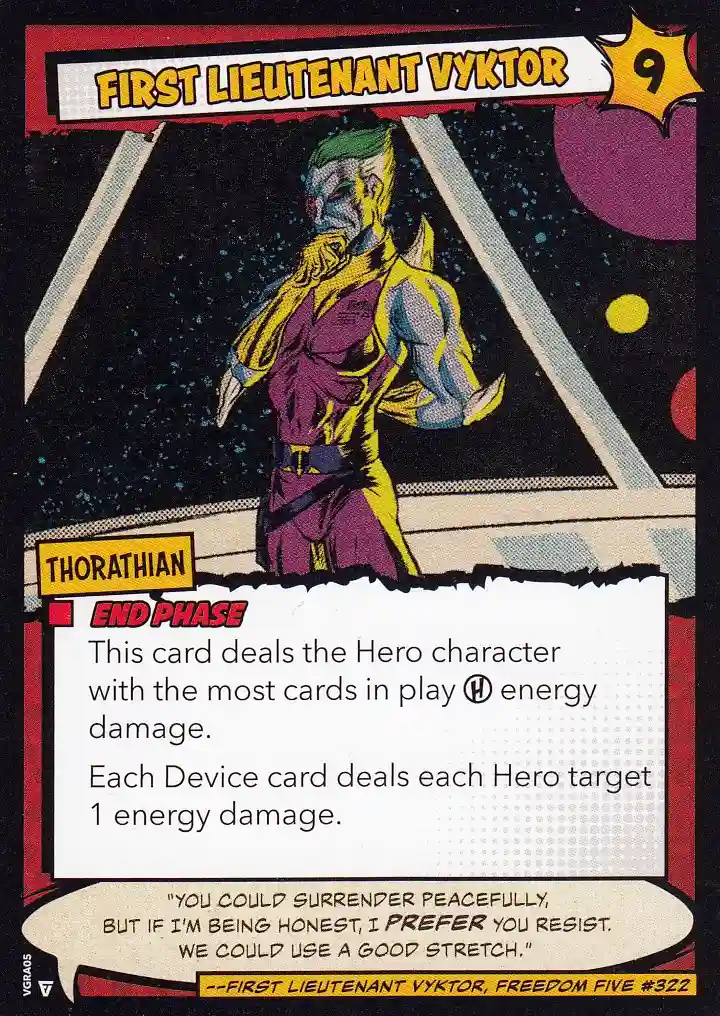 FIRST LIEUTENANT VYKTOR
9
THORATHIAN
END PHASE
This card deals the Hero character
with the most cards in play H energy
damage.
Each Device card deals each Hero target
1 energy damage.
"YOU COULD SURRENDER PEACEFULLY,
BUT IF I'M BEING HONEST, I PREFER YOU RESIST.
WE COULD USE A GOOD STRETCH."
--FIRST LIEUTENANT VYKTOR, FREEDOM FIVE #322
VGRA05